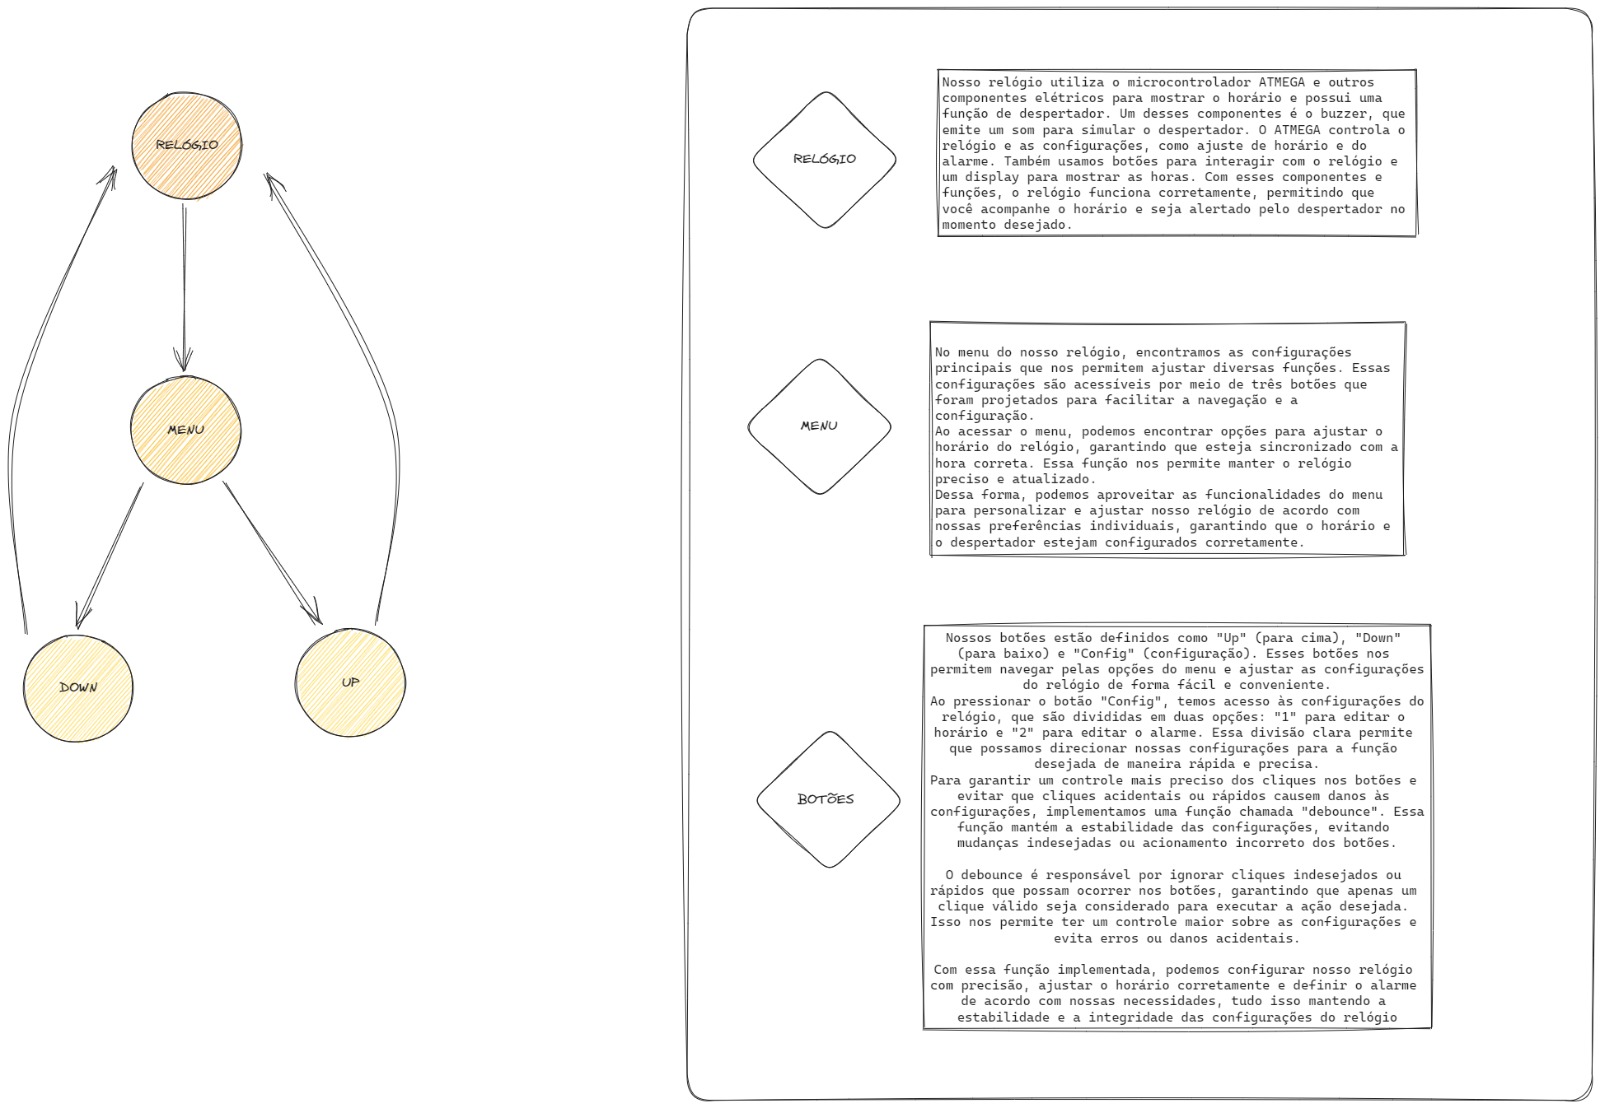 RELÓGIO
MENU
DOWN
UP
RELÓGIO
Nosso relógio utiliza o microcontrolador ATMEGA e outros
componentes elétricos para mostrar o horário e possui uma
função de despertador. Um desses componentes é o buzzer, que
emite um som para simular o despertador. O ATMEGA controla o
relógio e as configurações, como ajuste de horário e do
alarme. Também usamos botões para interagir com o relógio e
um display para mostrar as horas. Com esses componentes e
funções, o relógio funciona corretamente, permitindo que
você acompanhe o horário e seja alertado pelo despertador no
momento desejado.
MENU
No menu do nosso relógio, encontramos as configurações
principais que nos permitem ajustar diversas funções. Essas
configurações são acessíveis por meio de três botões que
foram projetados para facilitar a navegação e a
configuração.
Ao acessar o menu, podemos encontrar opções para ajustar o
horário do relógio, garantindo que esteja sincronizado com a
hora correta. Essa função nos permite manter o relógio
preciso e atualizado.
Dessa forma, podemos aproveitar as funcionalidades do menu
para personalizar e ajustar nosso relógio de acordo com
nossas preferências individuais, garantindo que o horário e
o despertador estejam configurados corretamente.
BOTÕES
Nossos botões estão definidos como "Up" (para cima), "Down"
(para baixo) e "Config" (configuração). Esses botões nos
permitem navegar pelas opções do menu e ajustar as configurações
do relógio de forma fácil e conveniente.
Ao pressionar o botão "Config", temos acesso às configurações do
relógio, que são divididas em duas opções: "1" para editar o
horário e "2" para editar o alarme. Essa divisão clara permite
que possamos direcionar nossas configurações para a função
desejada de maneira rápida e precisa.
Para garantir um controle mais preciso dos cliques nos botões e
evitar que cliques acidentais ou rápidos causem danos às
configurações, implementamos uma função chamada "debounce". Essa
função mantém a estabilidade das configurações, evitando
mudanças indesejadas ou acionamento incorreto dos botões.
O debounce é responsável por ignorar cliques indesejados ou
rápidos que possam ocorrer nos botões, garantindo que apenas um
clique válido seja considerado para executar a ação desejada.
Isso nos permite ter um controle maior sobre as configurações e
evita erros ou danos acidentais.
Com essa função implementada, podemos configurar nosso relógio
com precisão, ajustar o horário corretamente e definir o alarme
de acordo com nossas necessidades, tudo isso mantendo a
estabilidade e a integridade das configurações do relógio